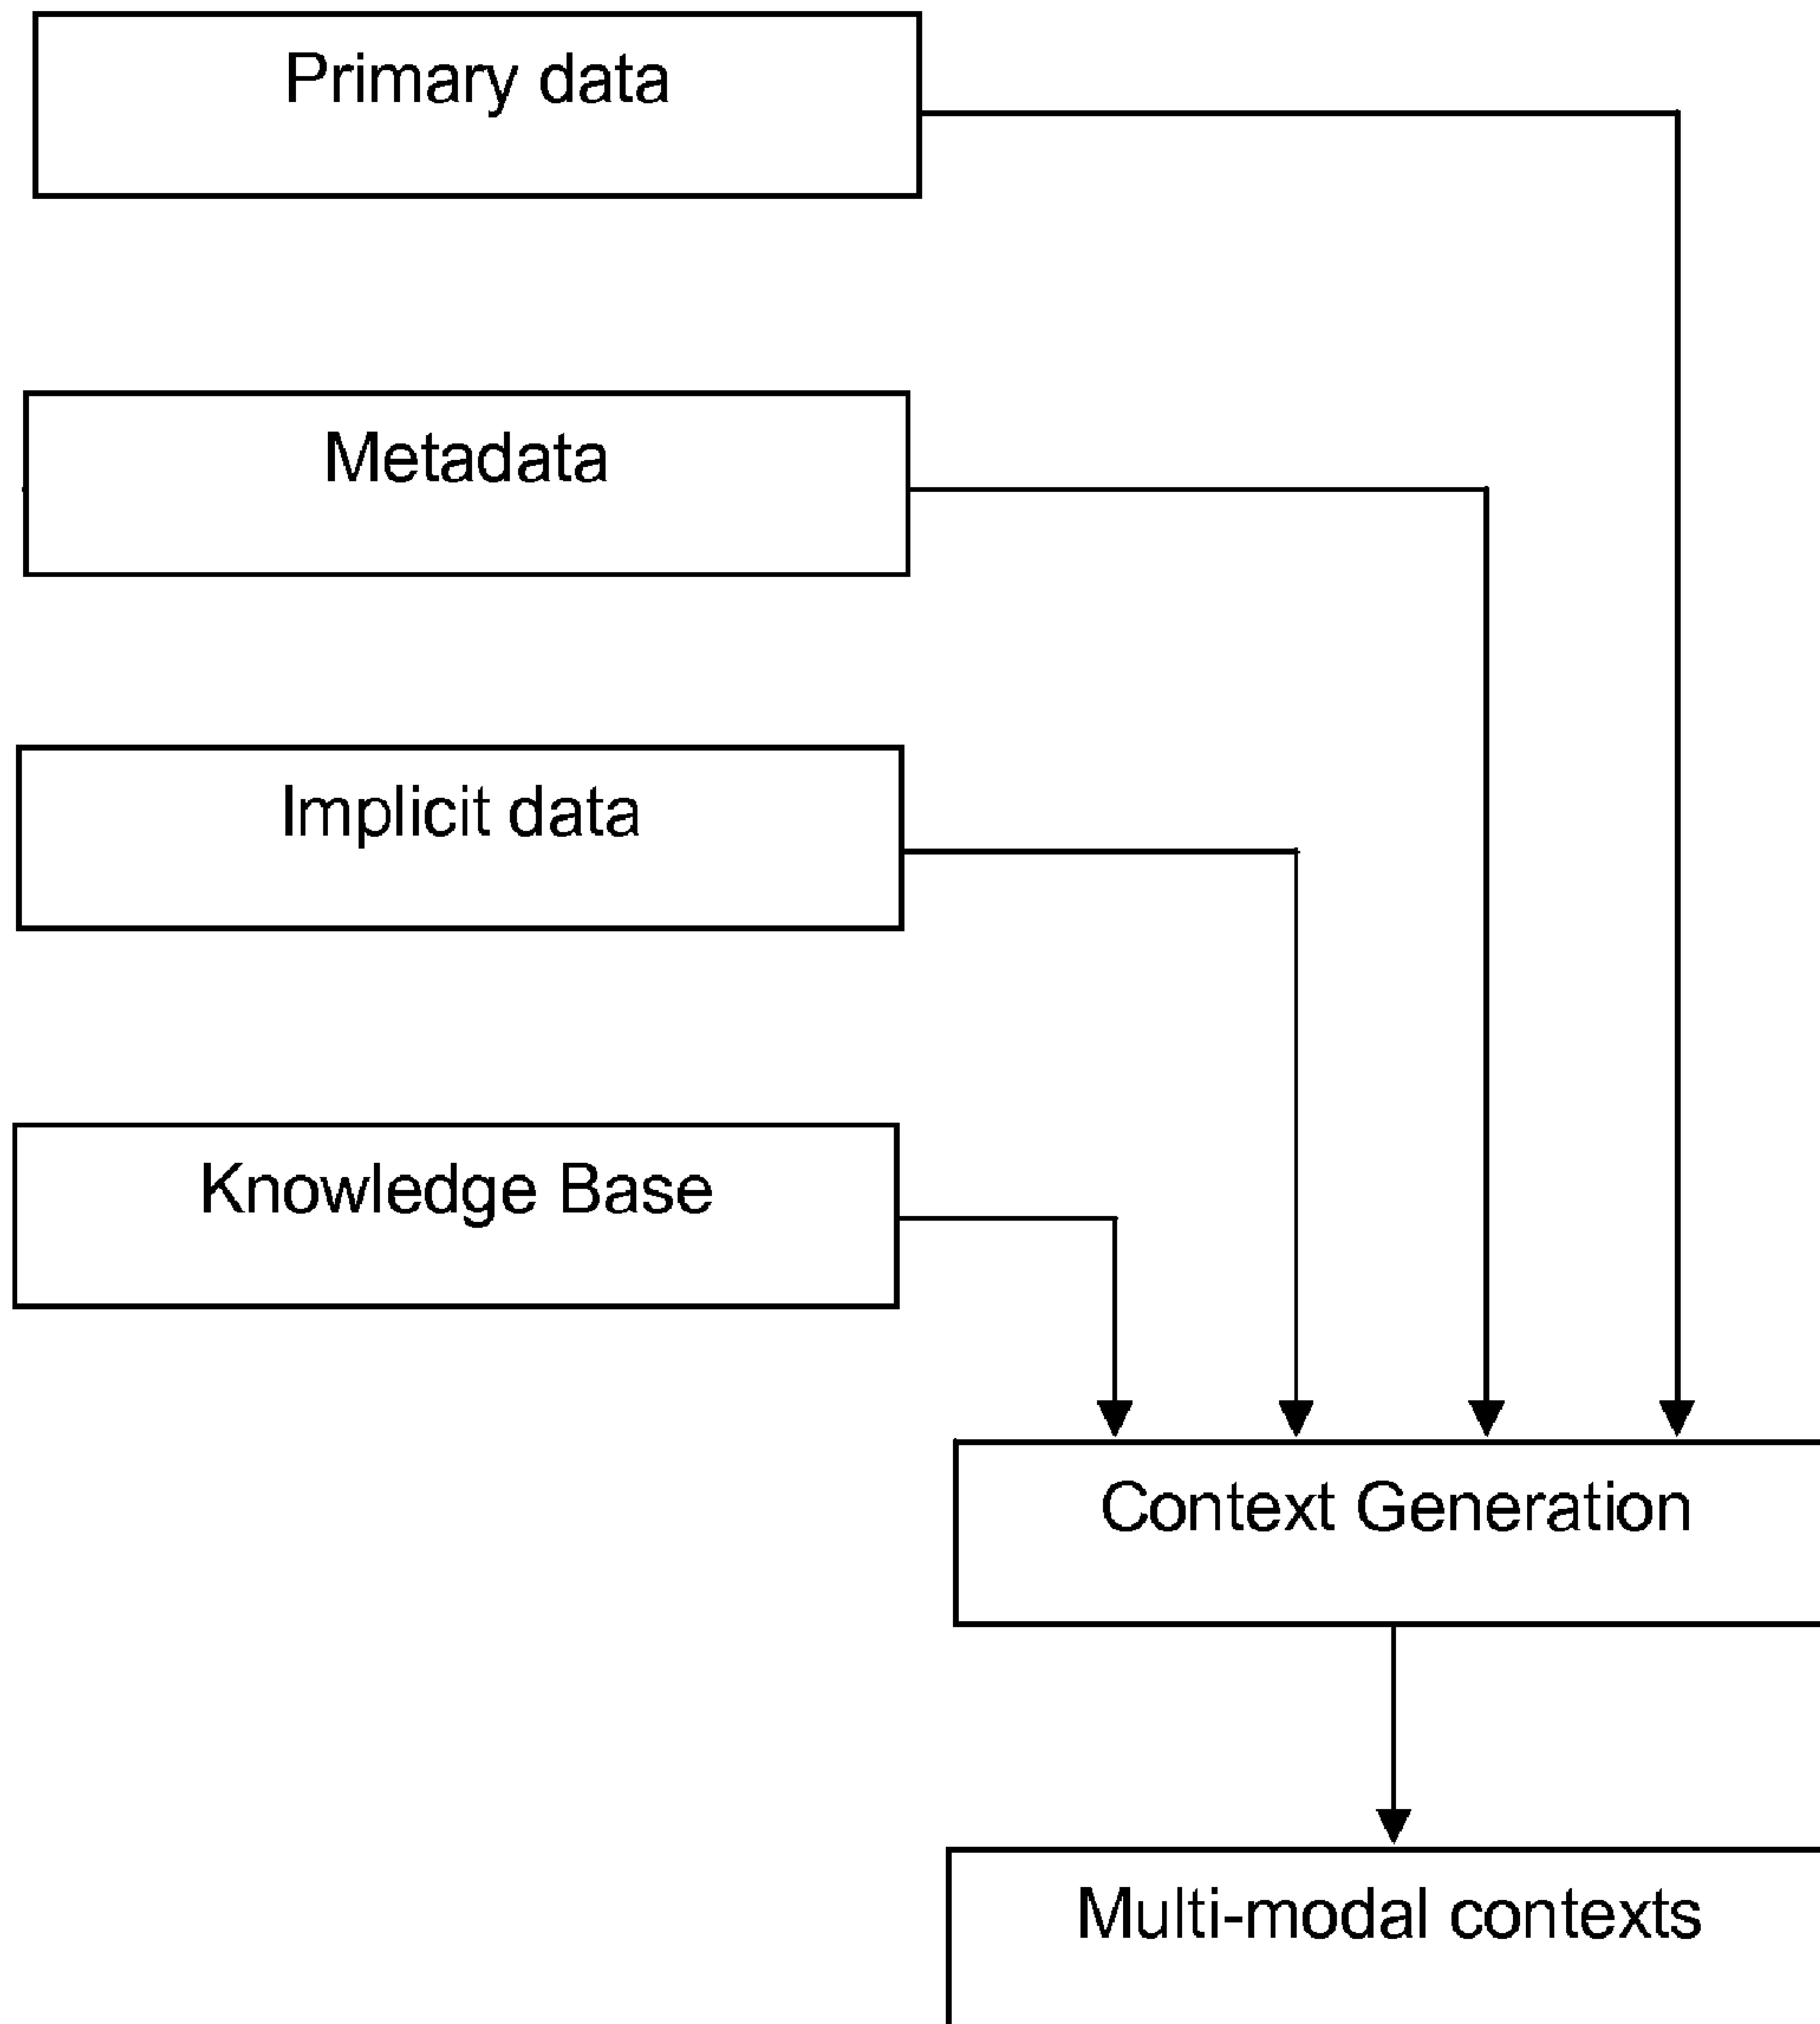 Primary data
Metadata
Implicit data
Knowledge Base
Context Generation
Multi-modal contexts